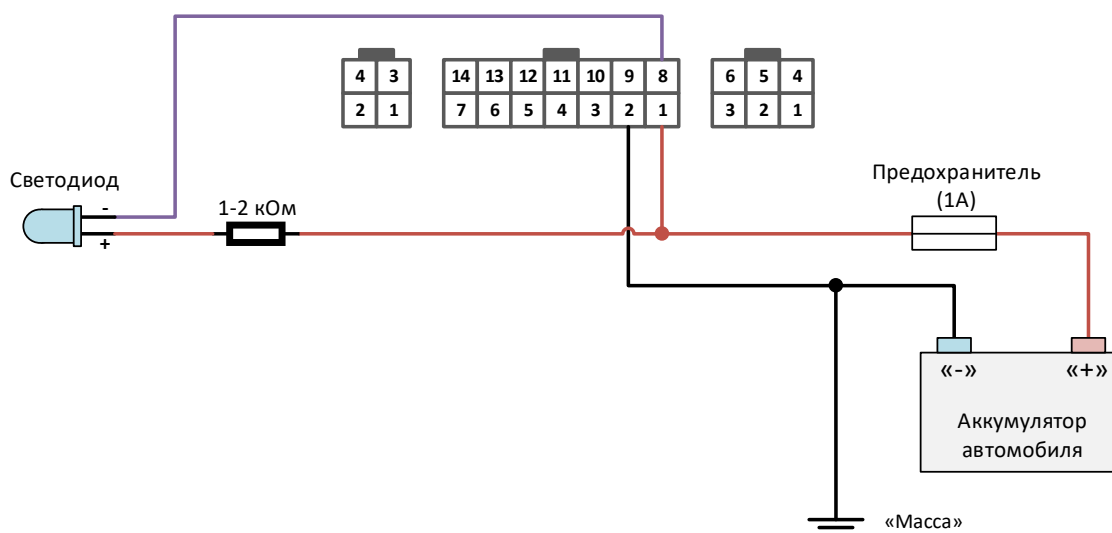 4 3
2 1
14 13 12 11 10 9 8
7 6 5 4 3 2 1
6 5 4
3 2 1
Светодиод
-
+
1-2 кОм
Предохранитель
(1А)
«-» «+»
Аккумулятор
автомобиля
«Масса»